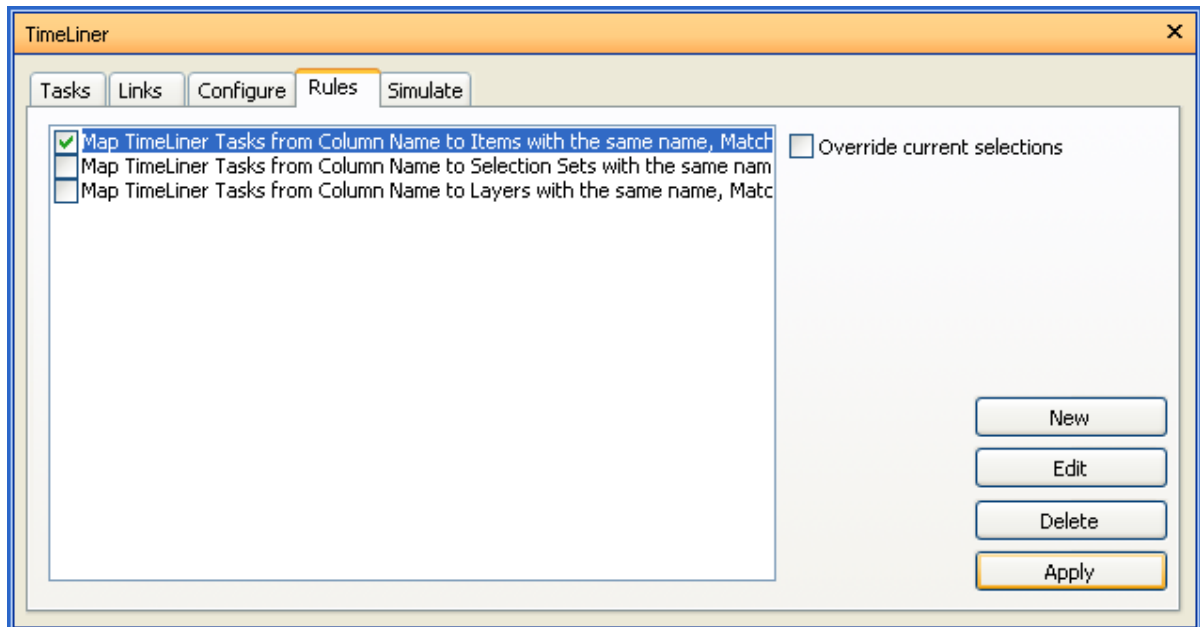 TimeLiner
Tasks Links Configure Rules Simulate
Map TimeLiner Tasks from Column Name to Items with the same name, Match
Map TimeLiner Tasks from Column Name to Selection Sets with the same nam
Map TimeLiner Tasks from Column Name to Layers with the same name, Matc
Override current selections
New
Edit
Delete
Apply